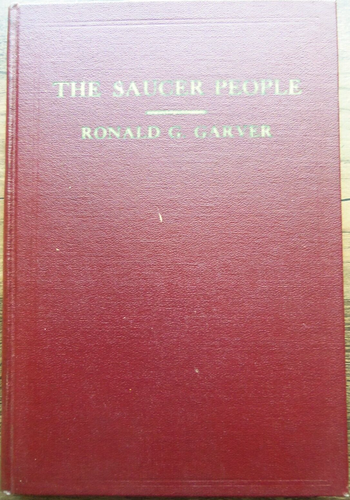 THE SAUCER PEOPLE
RONALD G. GARVER